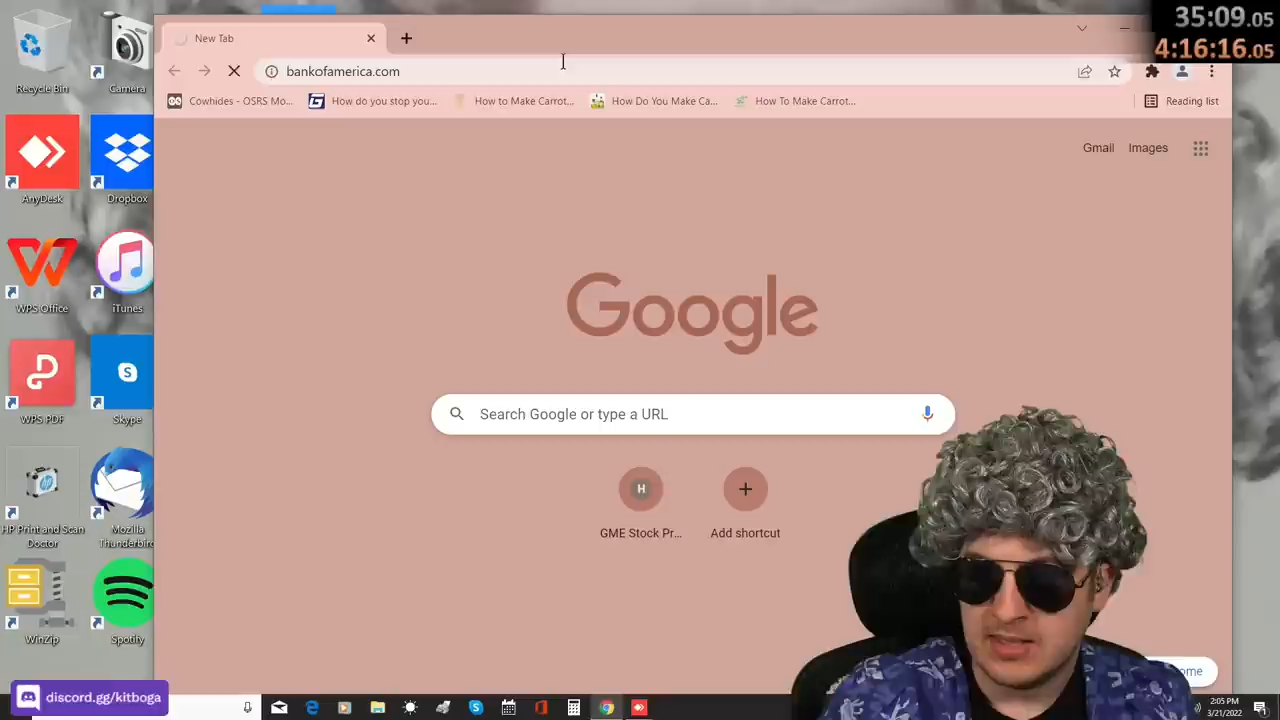 35:09.05
4:16:16.05
New Tab
bankofamerica.com
Cowhides - OSRS Mo...
How do you stop you...
How to Make Carrot...
How Do You Make Ca...
How To Make Carrot...
Reading list
Gmail
Images
Google
Search Google or type a URL
H
GME Stock Pr...
Add shortcut
Recycle Bin
Camera
AnyDesk
Dropbox
WPS Office
iTunes
WPS PDF
Skype
HP Print and Scan
Doctor
Mozilla
Thunderbird
WinZip
Spotify
discord.gg/kitboga
2:05 PM
3/21/2022